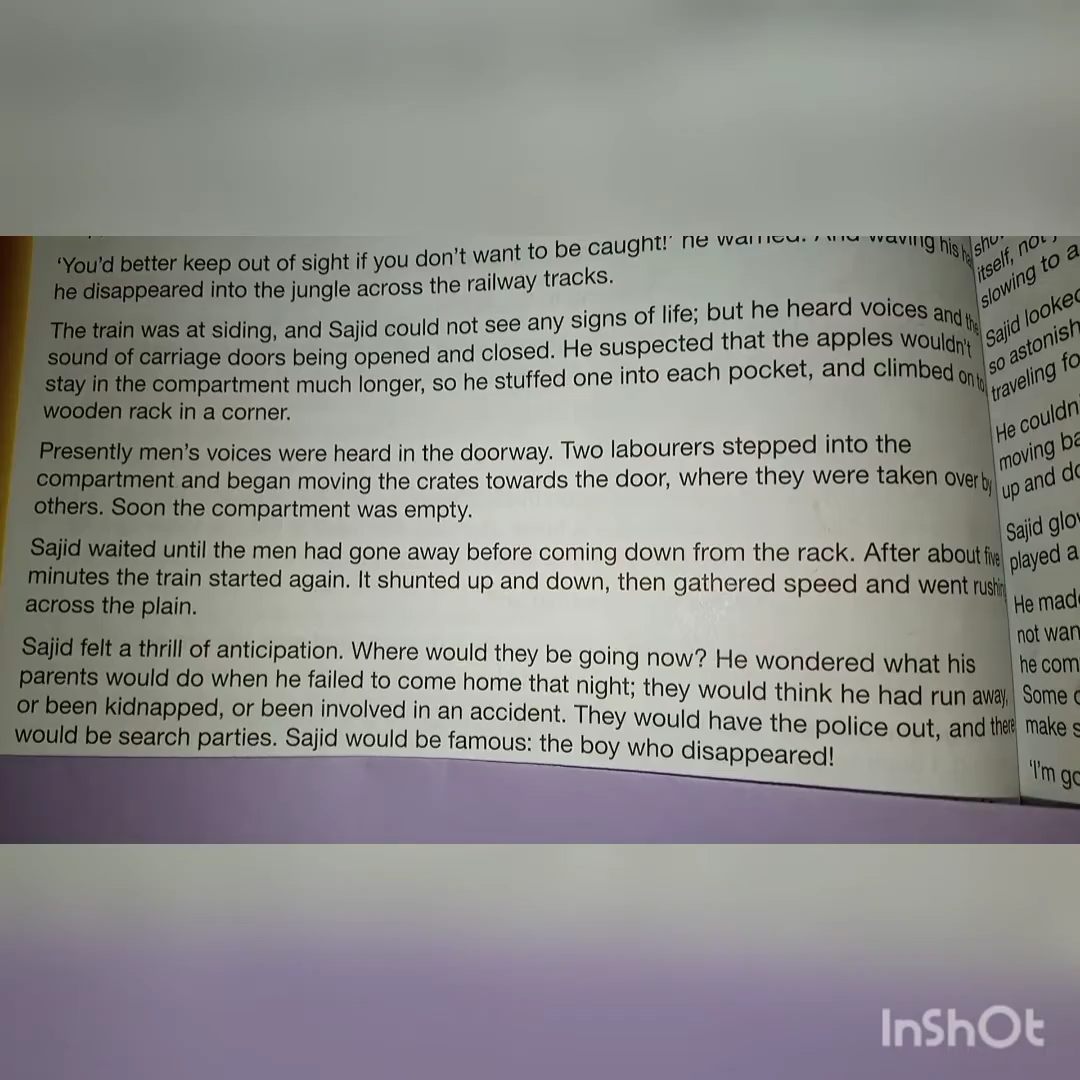 'You'd better keep out of sight if you don't want to be caught!' he warned. And waving his
he disappeared into the jungle across the railway tracks.
The train was at siding, and Sajid could not see any signs of life; but he heard voices and the
sound of carriage doors being opened and closed. He suspected that the apples wouldn't
stay in the compartment much longer, so he stuffed one into each pocket, and climbed on to
wooden rack in a corner.
Presently men's voices were heard in the doorway. Two labourers stepped into the
compartment and began moving the crates towards the door, where they were taken over by
others. Soon the compartment was empty.
Sajid waited until the men had gone away before coming down from the rack. After about five
minutes the train started again. It shunted up and down, then gathered speed and went
across the plain.
Sajid felt a thrill of anticipation. Where would they be going now? He wondered what his
parents would do when he failed to come home that night; they would think he had run away,
or been kidnapped, or been involved in an accident. They would have the police out, and there
would be search parties. Sajid would be famous: the boy who disappeared!
itself, not
slowing to a
Sajid looked
so astonish
traveling fo
He couldn
moving ba
up and do
Sajid glo
played a
He mad
not wan
he com
Some
make s
'I'm go
InShOt